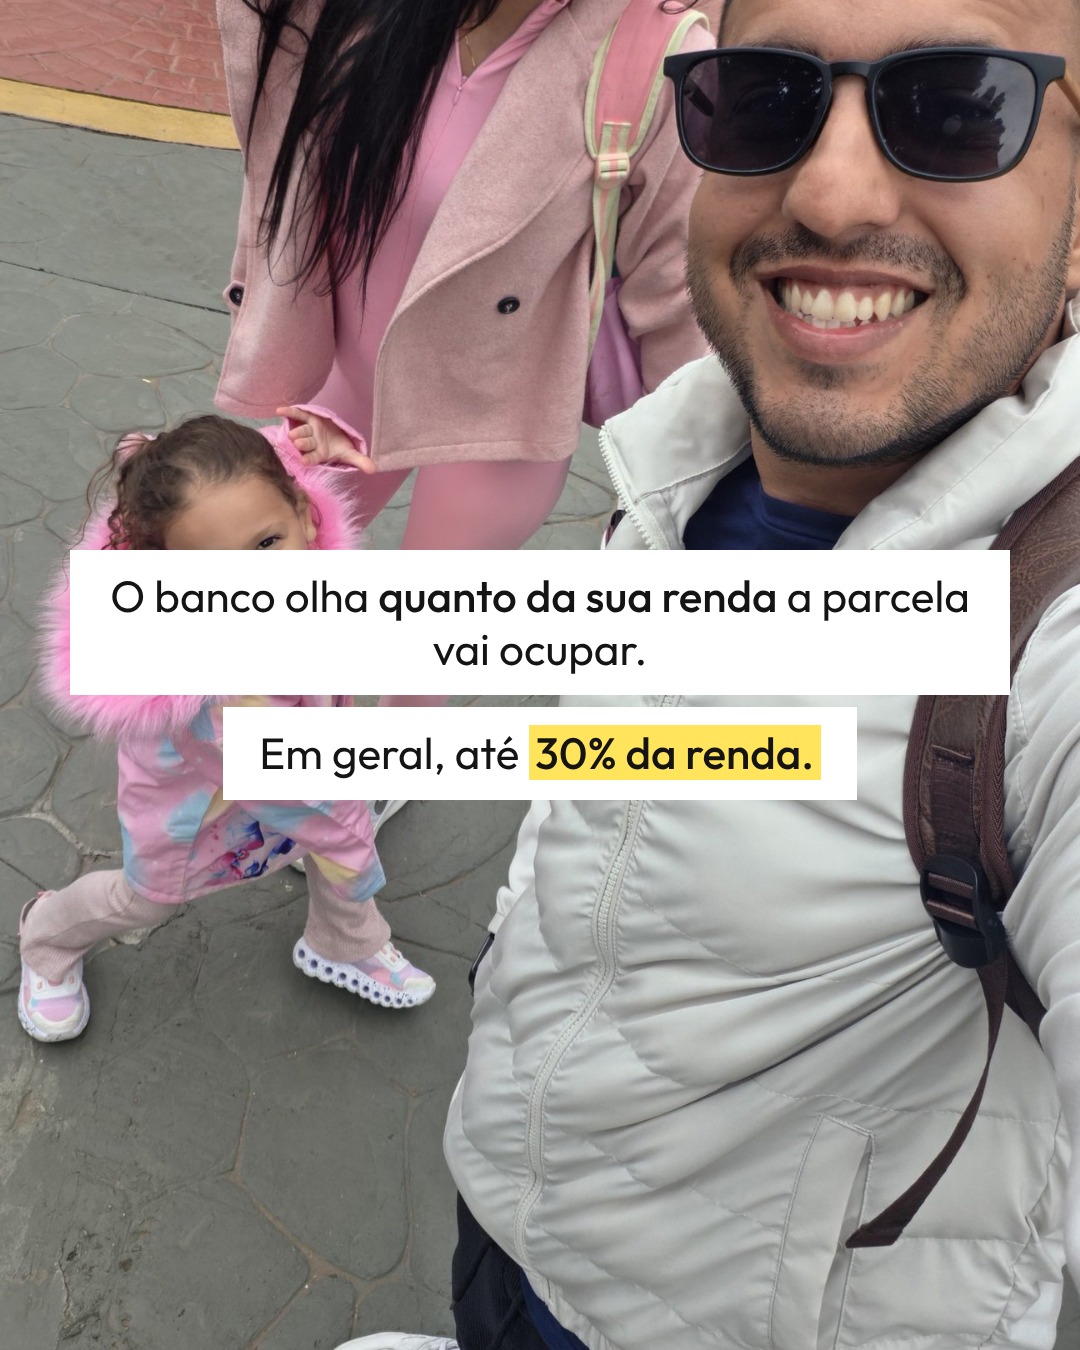 O banco olha quanto da sua renda a parcela
vai ocupar.
Em geral, até 30% da renda.